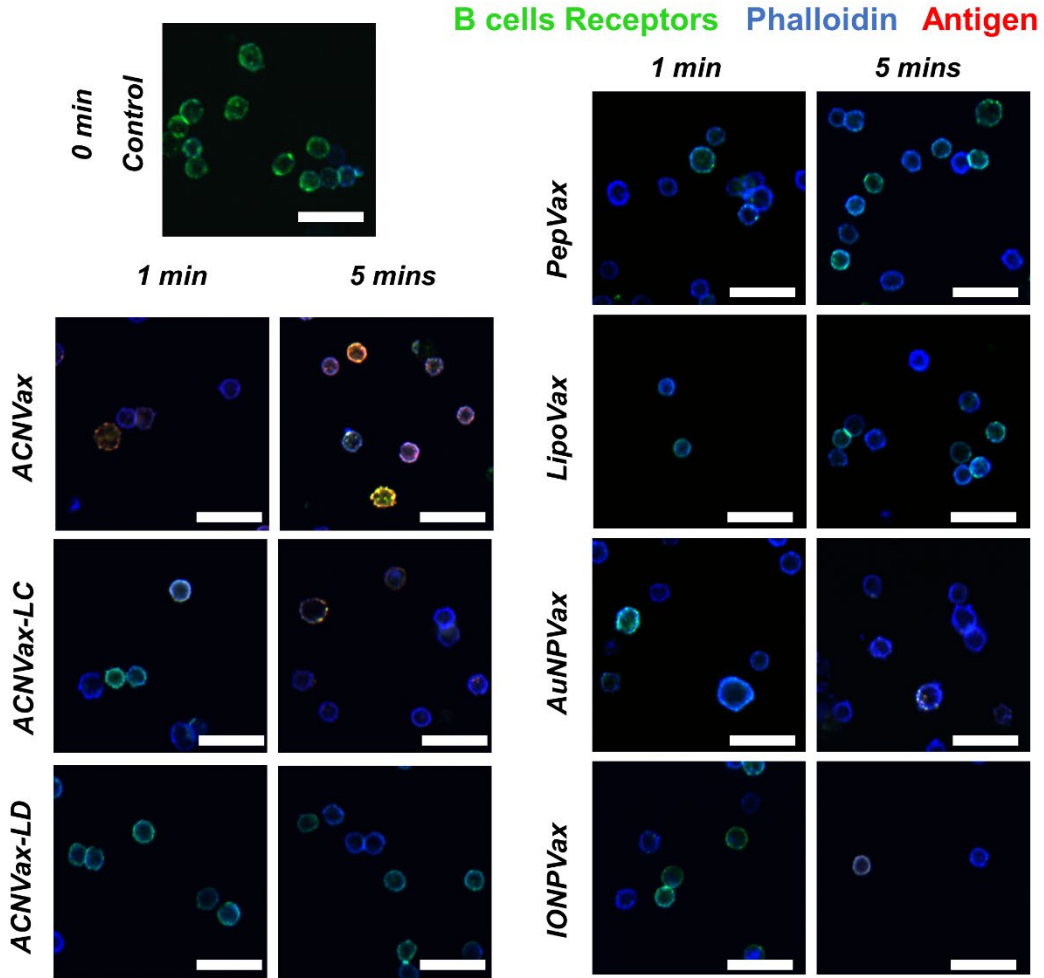 B cells Receptors Phalloidin Antigen
0 min
Control
1 min 5 mins
ACNVax
ACNVax-LC
ACNVax-LD
1 min 5 mins
PepVax
LipoVax
AuNPVax
IONPVax